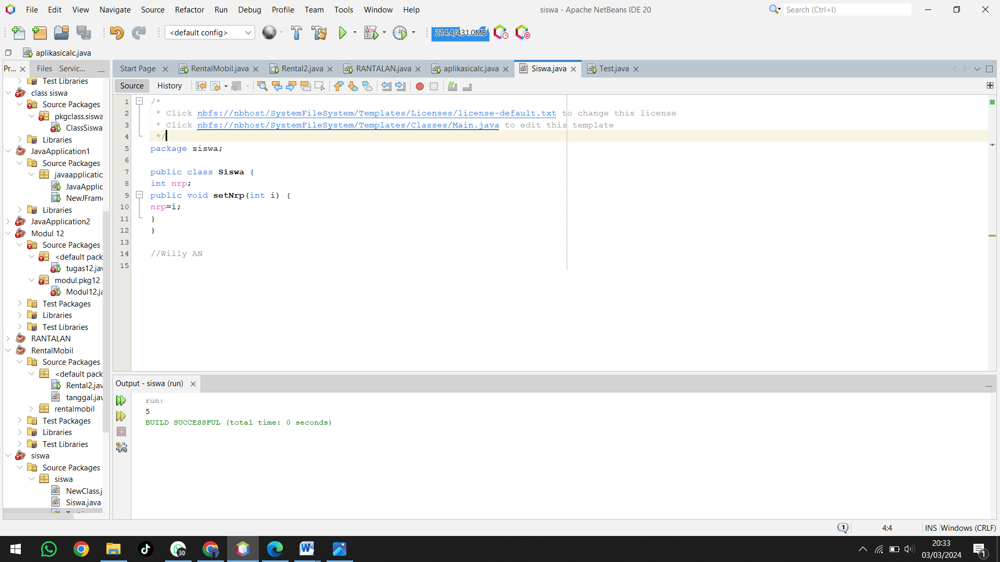 File Edit View Navigate Source Refactor Run Debug Profile Team Tools Window Help
siswa - Apache NetBeans IDE 20
Search (Ctrl+I)
<default config>
214.4/431.0MB
aplikasicalc.java
Pr... Files Servic...
Start Page RentalMobil.java Rental2.java RANTALAN.java aplikasicalc.java Siswa.java Test.java
Source History
Test Libraries
class siswa
Source Packages
pkgclass.siswa
ClassSiswa
Libraries
JavaApplication1
Source Packages
javaapplicatio
JavaApplic
NewJFram
Libraries
JavaApplication2
Modul 12
Source Packages
<default pack
tugas12.jav
modul.pkg12
Modul12.ja
Test Packages
Libraries
Test Libraries
RANTALAN
RentalMobil
Source Packages
<default pack
Rental2.jav
tanggal.jav
rentalmobil
Test Packages
Libraries
Test Libraries
siswa
Source Packages
siswa
NewClass.j
Siswa.java
1 /*
2 * Click nbfs://nbhost/SystemFileSystem/Templates/Licenses/license-default.txt to change this license
3 * Click nbfs://nbhost/SystemFileSystem/Templates/Classes/Main.java to edit this template
4 */
5 package siswa;
6
7 public class Siswa {
8 int nrp;
9 public void setNrp(int i) {
10 nrp=i;
11 }
12 }
13
14 //Willy AN
15
Output - siswa (run)
run:
5
BUILD SUCCESSFUL (total time: 0 seconds)
1 4:4 INS Windows (CRLF)
30
20:33
03/03/2024
1